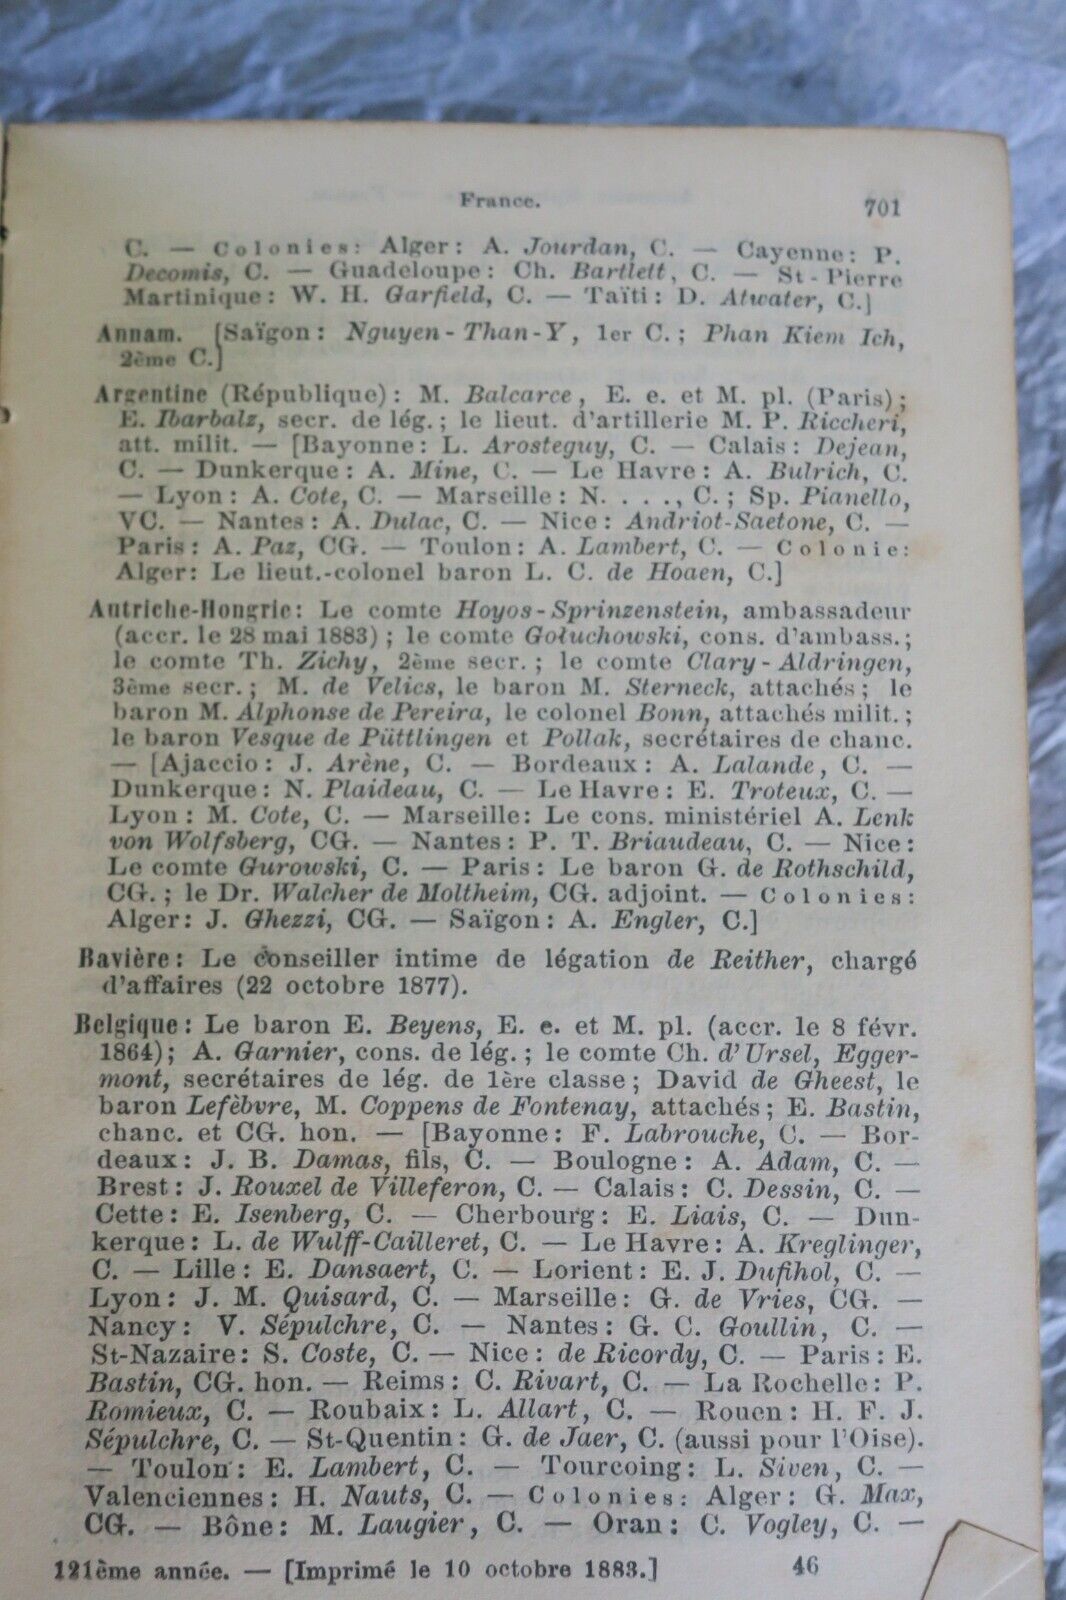 France.
701
C. — Colonies: Alger: A. Jourdan, C. — Cayenne: P.
Decomis, C. — Guadeloupe: Ch. Bartlett, C. — St-Pierre
Martinique: W. H. Garfield, C. — Taïti: D. Atwater, C.]
Annam. [Saïgon: Nguyen-Than-Y, 1er C.; Phan Kiem Ich,
2ème C.]
Argentine (République): M. Balcarce, E. e. et M. pl. (Paris);
E. Ibarbalz, secr. de lég.; le lieut. d'artillerie M. P. Riccheri,
att. milit. — [Bayonne: L. Arosteguy, C. — Calais: Dejean,
C. — Dunkerque: A. Mine, C. — Le Havre: A. Bulrich, C.
— Lyon: A. Cote, C. — Marseille: N. . . ., C.; Sp. Pianello,
VC. — Nantes: A. Dulac, C. — Nice: Andriot-Saetone, C. —
Paris: A. Paz, CG. — Toulon: A. Lambert, C. — Colonie:
Alger: Le lieut.-colonel baron L. C. de Hoaen, C.]
Autriche-Hongrie: Le comte Hoyos-Sprinzenstein, ambassadeur
(accr. le 28 mai 1883); le comte Gołuchowski, cons. d'ambass.;
le comte Th. Zichy, 2ème secr.; le comte Clary-Aldringen,
3ème secr.; M. de Velics, le baron M. Sterneck, attachés; le
baron M. Alphonse de Pereira, le colonel Bonn, attachés milit.;
le baron Vesque de Püttlingen et Pollak, secrétaires de chanc.
— [Ajaccio: J. Arène, C. — Bordeaux: A. Lalande, C. —
Dunkerque: N. Plaideau, C. — Le Havre: E. Troteux, C. —
Lyon: M. Cote, C. — Marseille: Le cons. ministériel A. Lenk
von Wolfsberg, CG. — Nantes: P. T. Briaudeau, C. — Nice:
Le comte Gurowski, C. — Paris: Le baron G. de Rothschild,
CG.; le Dr. Walcher de Moltheim, CG. adjoint. — Colonies:
Alger: J. Ghezzi, CG. — Saïgon: A. Engler, C.]
Bavière: Le conseiller intime de légation de Reither, chargé
d'affaires (22 octobre 1877).
Belgique: Le baron E. Beyens, E. e. et M. pl. (accr. le 8 févr.
1864); A. Garnier, cons. de lég.; le comte Ch. d'Ursel, Egger-
mont, secrétaires de lég. de 1ère classe; David de Gheest, le
baron Lefèbvre, M. Coppens de Fontenay, attachés; E. Bastin,
chanc. et CG. hon. — [Bayonne: F. Labrouche, C. — Bor-
deaux: J. B. Damas, fils, C. — Boulogne: A. Adam, C. —
Brest: J. Rouxel de Villeferon, C. — Calais: C. Dessin, C. —
Cette: E. Isenberg, C. — Cherbourg: E. Liais, C. — Dun-
kerque: L. de Wulff-Cailleret, C. — Le Havre: A. Kreglinger,
C. — Lille: E. Dansaert, C. — Lorient: E. J. Dufihol, C. —
Lyon: J. M. Quisard, C. — Marseille: G. de Vries, CG. —
Nancy: V. Sépulchre, C. — Nantes: G. C. Goullin, C. —
St-Nazaire: S. Coste, C. — Nice: de Ricordy, C. — Paris: E.
Bastin, CG. hon. — Reims: C. Rivart, C. — La Rochelle: P.
Romieux, C. — Roubaix: L. Allart, C. — Rouen: H. F. J.
Sépulchre, C. — St-Quentin: G. de Jaer, C. (aussi pour l'Oise).
— Toulon: E. Lambert, C. — Tourcoing: L. Siven, C. —
Valenciennes: H. Nauts, C. — Colonies: Alger: G. Max,
CG. — Bône: M. Laugier, C. — Oran: C. Vogley, C. —
121ème année. — [Imprimé le 10 octobre 1883.]
46